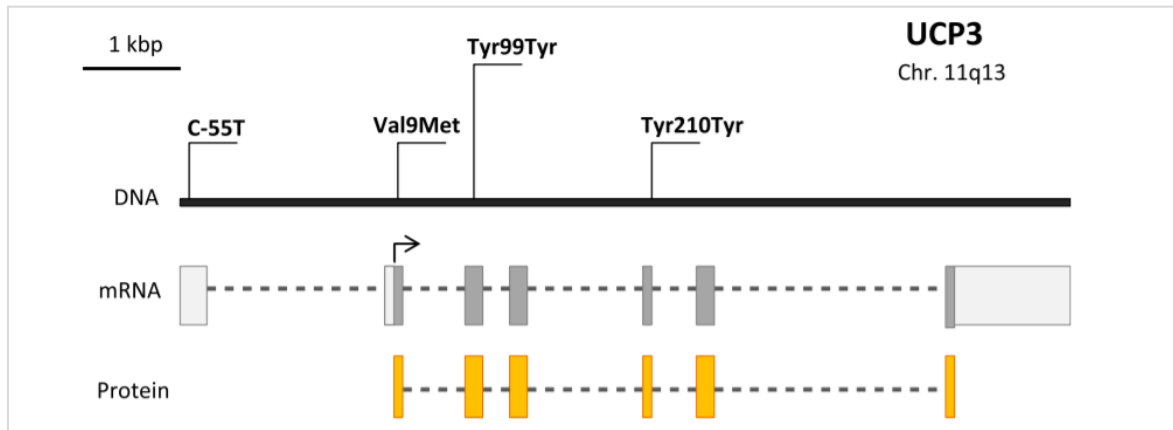 1 kbp
UCP3
Chr. 11q13
Tyr99Tyr
C-55T
Val9Met
Tyr210Tyr
DNA
mRNA
Protein